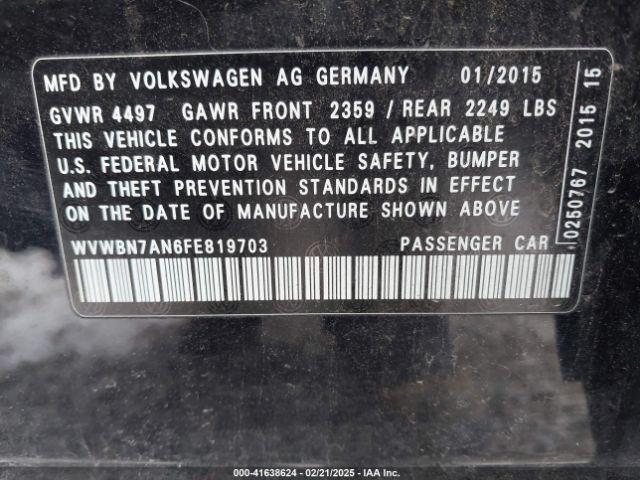 MFD BY VOLKSWAGEN AG GERMANY 01/2015
GVWR 4497 GAWR FRONT 2359 / REAR 2249 LBS
THIS VEHICLE CONFORMS TO ALL APPLICABLE
U.S. FEDERAL MOTOR VEHICLE SAFETY, BUMPER
AND THEFT PREVENTION STANDARDS IN EFFECT
ON THE DATE OF MANUFACTURE SHOWN ABOVE
WVWBN7AN6FE819703 PASSENGER CAR
0250767 2015 15
000-41638624 - 02/21/2025 - IAA Inc.